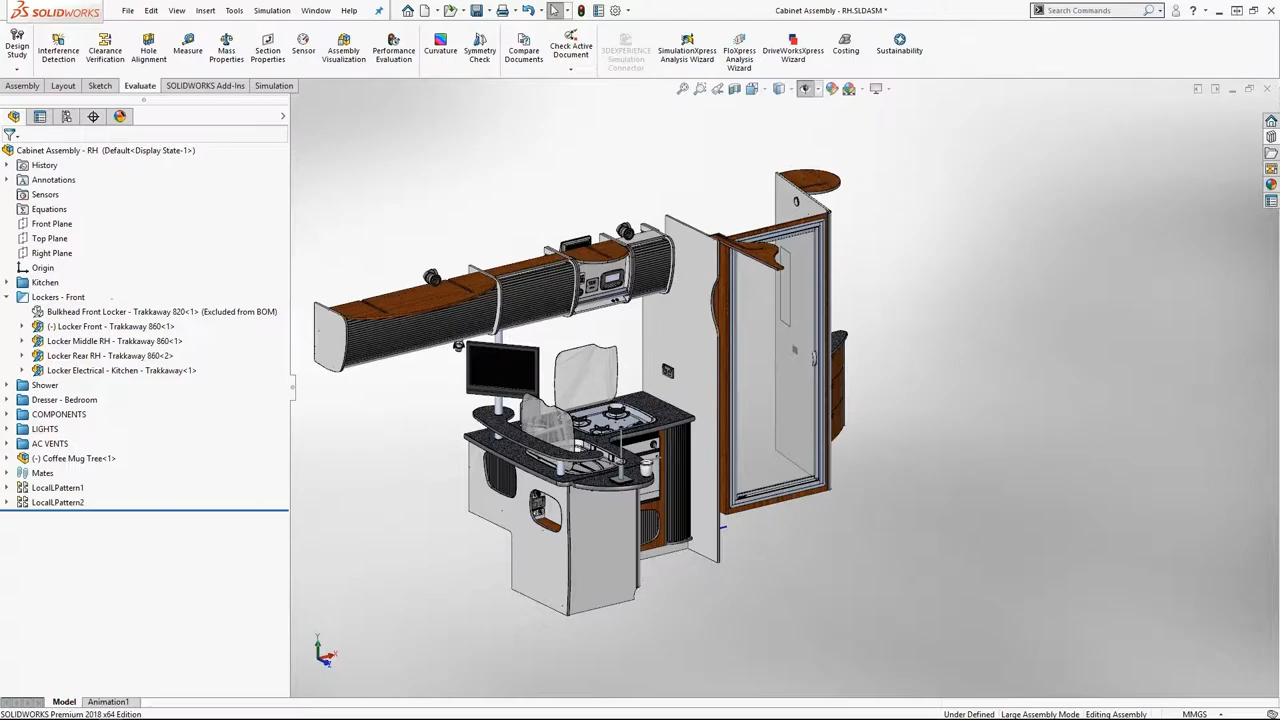 SOLIDWORKS
File Edit View Insert Tools Simulation Window Help
Cabinet Assembly - RH.SLDASM *
Search Commands
Design Study
Interference Detection
Clearance Verification
Hole Alignment
Measure
Mass Properties
Section Properties
Sensor
Assembly Visualization
Performance Evaluation
Curvature
Symmetry Check
Compare Documents
Check Active Document
3DEXPERIENCE Simulation Connector
SimulationXpress Analysis Wizard
FloXpress Analysis Wizard
DriveWorksXpress Wizard
Costing
Sustainability
Assembly Layout Sketch Evaluate SOLIDWORKS Add-Ins Simulation
Cabinet Assembly - RH (Default<Display State-1>)
History
Annotations
Sensors
Equations
Front Plane
Top Plane
Right Plane
Origin
Kitchen
Lockers - Front
Bulkhead Front Locker - Trakkaway 820<1> (Excluded from BOM)
(-) Locker Front - Trakkaway 860<1>
Locker Middle RH - Trakkaway 860<1>
Locker Rear RH - Trakkaway 860<2>
Locker Electrical - Kitchen - Trakkaway<1>
Shower
Dresser - Bedroom
COMPONENTS
LIGHTS
AC VENTS
(-) Coffee Mug Tree<1>
Mates
LocalLPattern1
LocalLPattern2
Y
X
Z
Model Animation1
SOLIDWORKS Premium 2018 x64 Edition
Under Defined Large Assembly Mode Editing Assembly MMGS